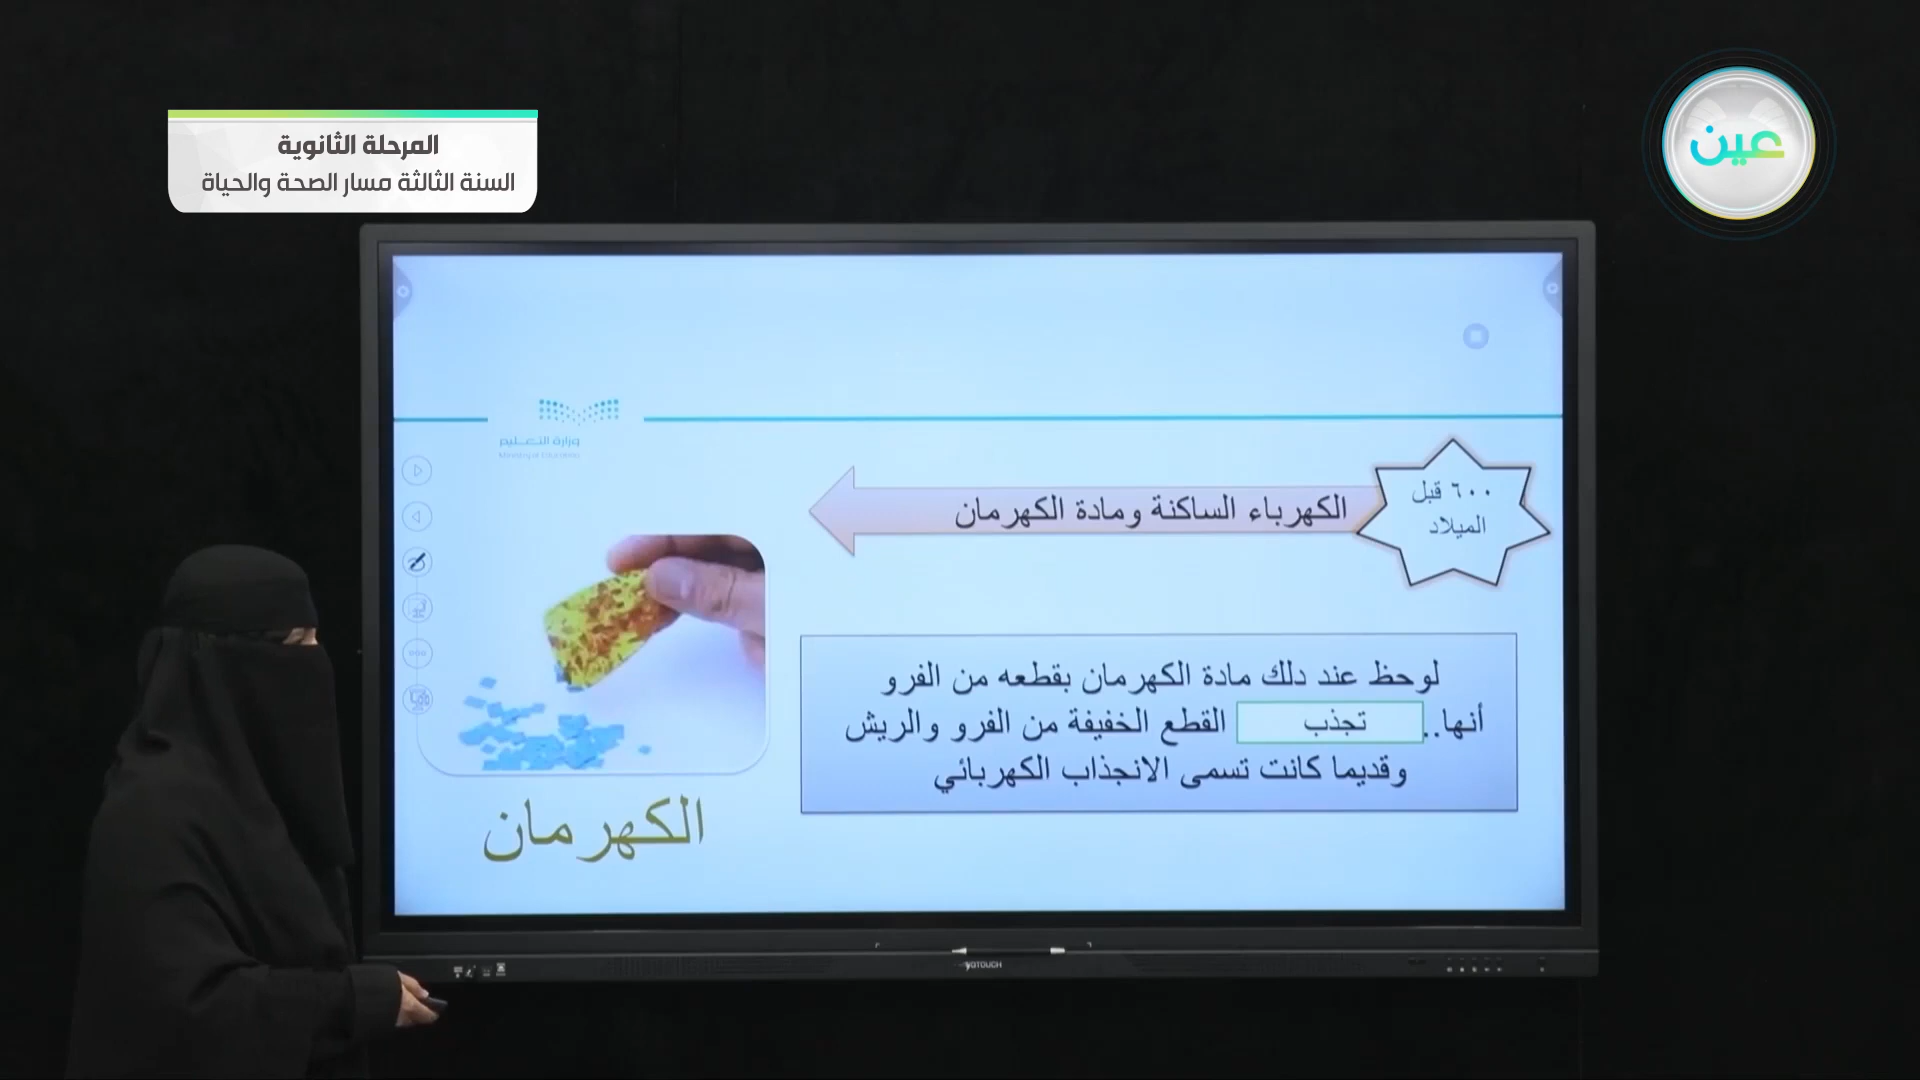 المرحلة الثانوية
السنة الثالثة مسار الصحة والحياة
عين
وزارة التعليم
٦٠٠ قبل
الميلاد
الكهرباء الساكنة ومادة الكهرمان
لوحظ عند دلك مادة الكهرمان بقطعه من الفرو
أنها.. تجذب القطع الخفيفة من الفرو والريش
وقديما كانت تسمى الانجذاب الكهربائي
الكهرمان